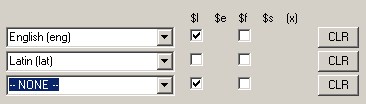 $l $e $f $s (x)
English (eng) CLR
Latin (lat) CLR
-- NONE -- CLR